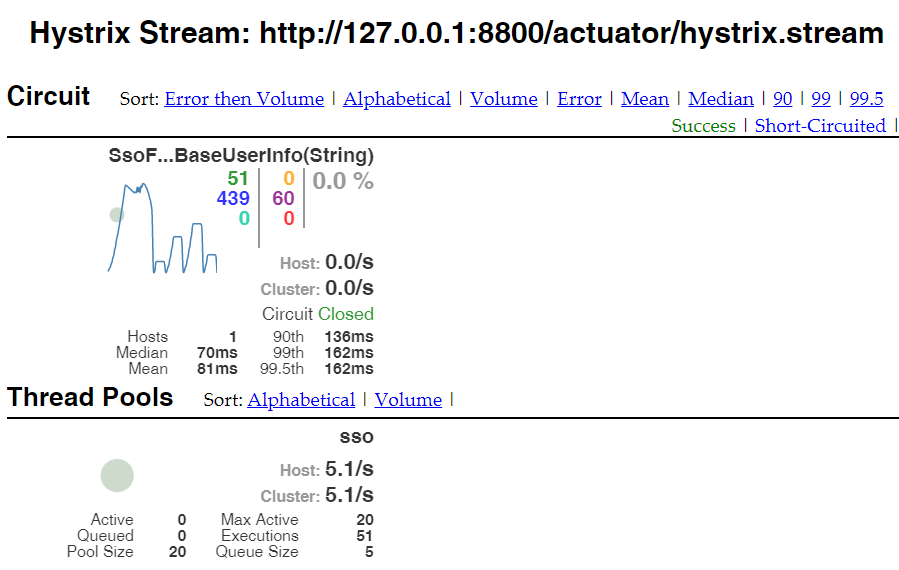 Hystrix Stream: http://127.0.0.1:8800/actuator/hystrix.stream
Circuit Sort: Error then Volume | Alphabetical | Volume | Error | Mean | Median | 90 | 99 | 99.5
Success | Short-Circuited |
SsoF...BaseUserInfo(String)
51 0 0.0 %
439 60
0 0
Host: 0.0/s
Cluster: 0.0/s
Circuit Closed
Hosts 1 90th 136ms
Median 70ms 99th 162ms
Mean 81ms 99.5th 162ms
Thread Pools Sort: Alphabetical | Volume |
sso
Host: 5.1/s
Cluster: 5.1/s
Active 0 Max Active 20
Queued 0 Executions 51
Pool Size 20 Queue Size 5